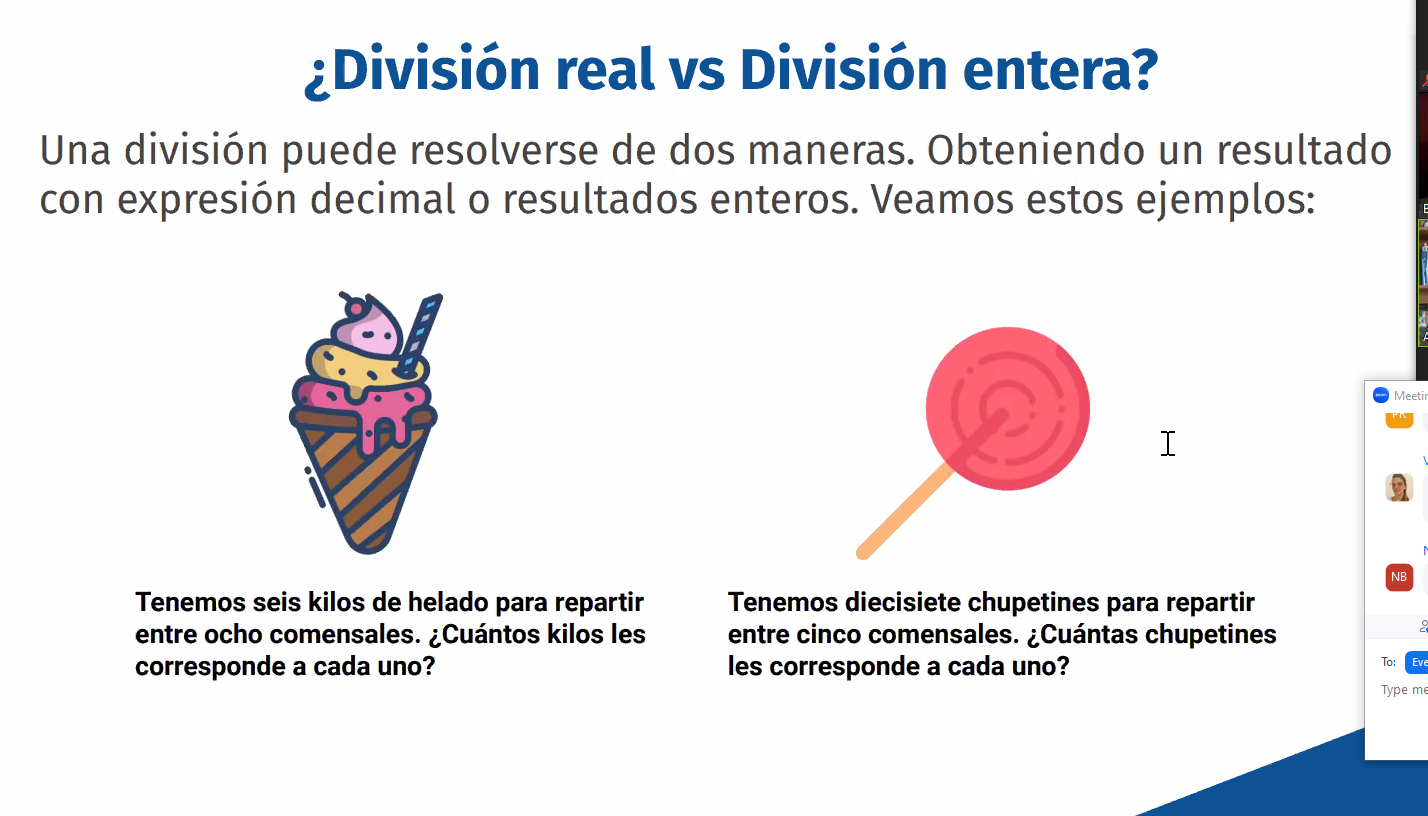 ¿División real vs División entera?
Una división puede resolverse de dos maneras. Obteniendo un resultado
con expresión decimal o resultados enteros. Veamos estos ejemplos:
Tenemos seis kilos de helado para repartir
entre ocho comensales. ¿Cuántos kilos les
corresponde a cada uno?
Tenemos diecisiete chupetines para repartir
entre cinco comensales. ¿Cuántas chupetines
les corresponde a cada uno?
NB
To:
Type